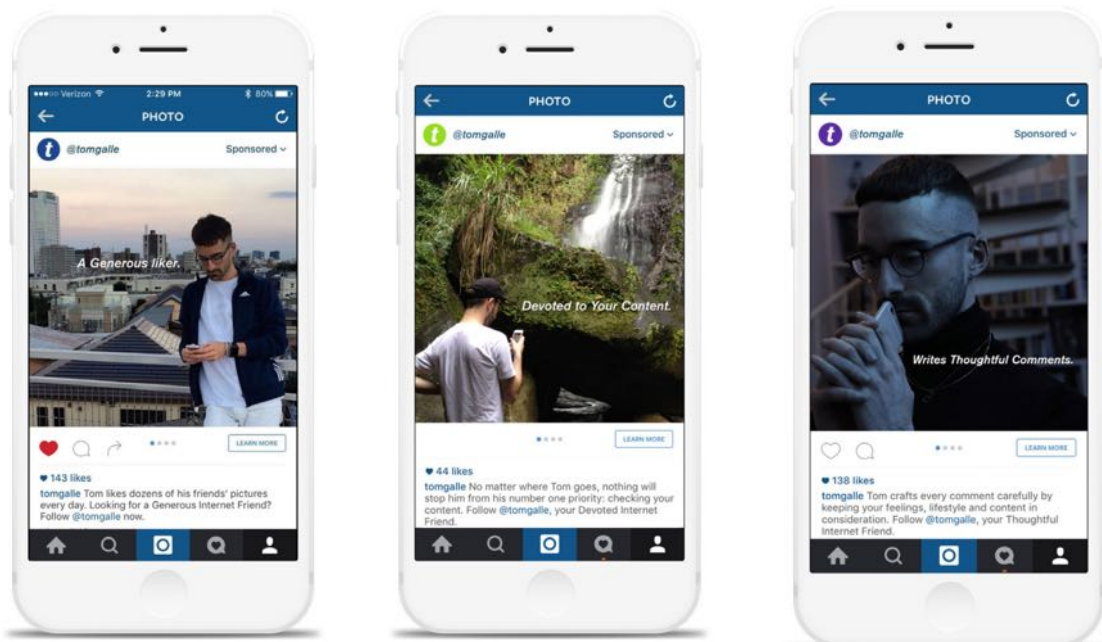 Verizon 2:29 PM 80%
PHOTO
t @tomgalle Sponsored
A Generous liker.
LEARN MORE
143 likes
tomgalle Tom likes dozens of his friends' pictures
every day. Looking for a Generous Internet Friend?
Follow @tomgalle now.
PHOTO
t @tomgalle Sponsored
Devoted to Your Content.
LEARN MORE
44 likes
tomgalle No matter where Tom goes, nothing will
stop him from his number one priority: checking your
content. Follow @tomgalle, your Devoted Internet
Friend.
PHOTO
t @tomgalle Sponsored
Writes Thoughtful Comments.
LEARN MORE
138 likes
tomgalle Tom crafts every comment carefully by
keeping your feelings, lifestyle and content in
consideration. Follow @tomgalle, your Thoughtful
Internet Friend.